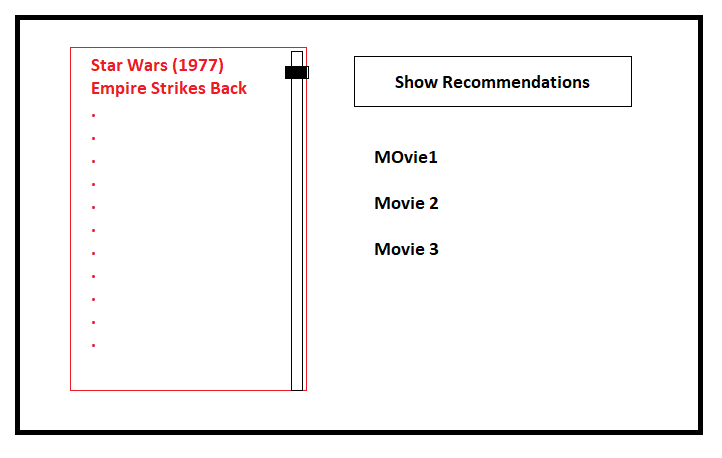 Star Wars (1977)
Empire Strikes Back
.
.
.
.
.
.
.
.
.
.
.
Show Recommendations
MOvie1
Movie 2
Movie 3